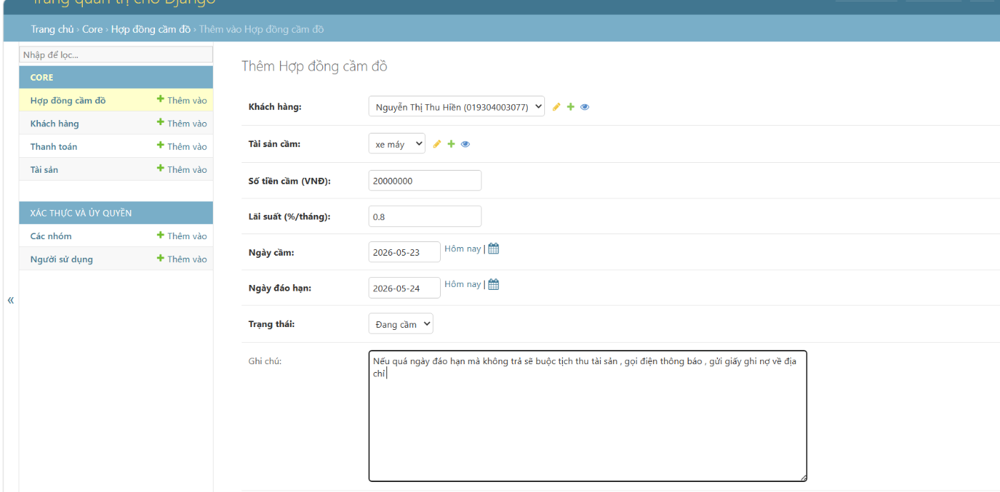 Trang quản trị cho Django
Trang chủ › Core › Hợp đồng cầm đồ › Thêm vào Hợp đồng cầm đồ
Nhập để lọc...
CORE
Hợp đồng cầm đồ + Thêm vào
Khách hàng + Thêm vào
Thanh toán + Thêm vào
Tài sản + Thêm vào
XÁC THỰC VÀ ỦY QUYỀN
Các nhóm + Thêm vào
Người sử dụng + Thêm vào
«
Thêm Hợp đồng cầm đồ
Khách hàng: Nguyễn Thị Thu Hiền (019304003077)
Tài sản cầm: xe máy
Số tiền cầm (VNĐ): 20000000
Lãi suất (%/tháng): 0.8
Ngày cầm: 2026-05-23 Hôm nay |
Ngày đáo hạn: 2026-05-24 Hôm nay |
Trạng thái: Đang cầm
Ghi chú: Nếu quá ngày đáo hạn mà không trả sẽ buộc tịch thu tài sản , gọi điện thông báo , gửi giấy ghi nợ về địa
chỉ